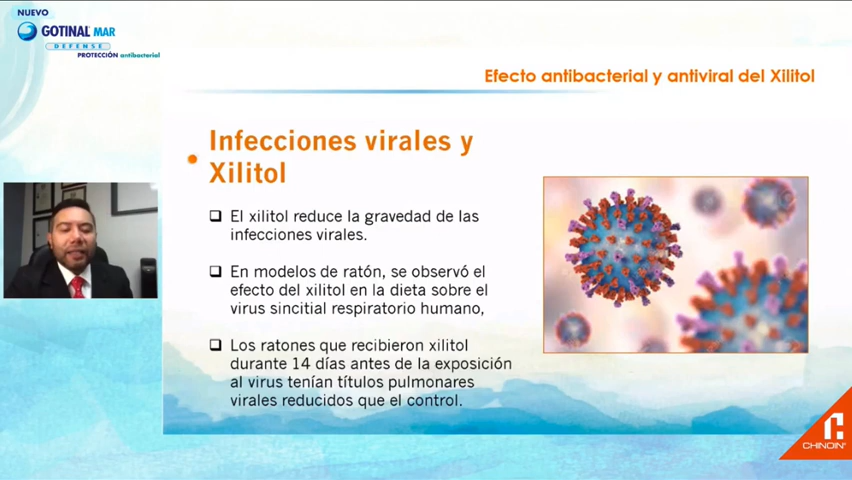 NUEVO
GOTINAL MAR
DEFENSE
PROTECCIÓN antibacterial
Efecto antibacterial y antiviral del Xilitol
Infecciones virales y
Xilitol
El xilitol reduce la gravedad de las
infecciones virales.
En modelos de ratón, se observó el
efecto del xilitol en la dieta sobre el
virus sincitial respiratorio humano,
Los ratones que recibieron xilitol
durante 14 días antes de la exposición
al virus tenían títulos pulmonares
virales reducidos que el control.
CHINOIN